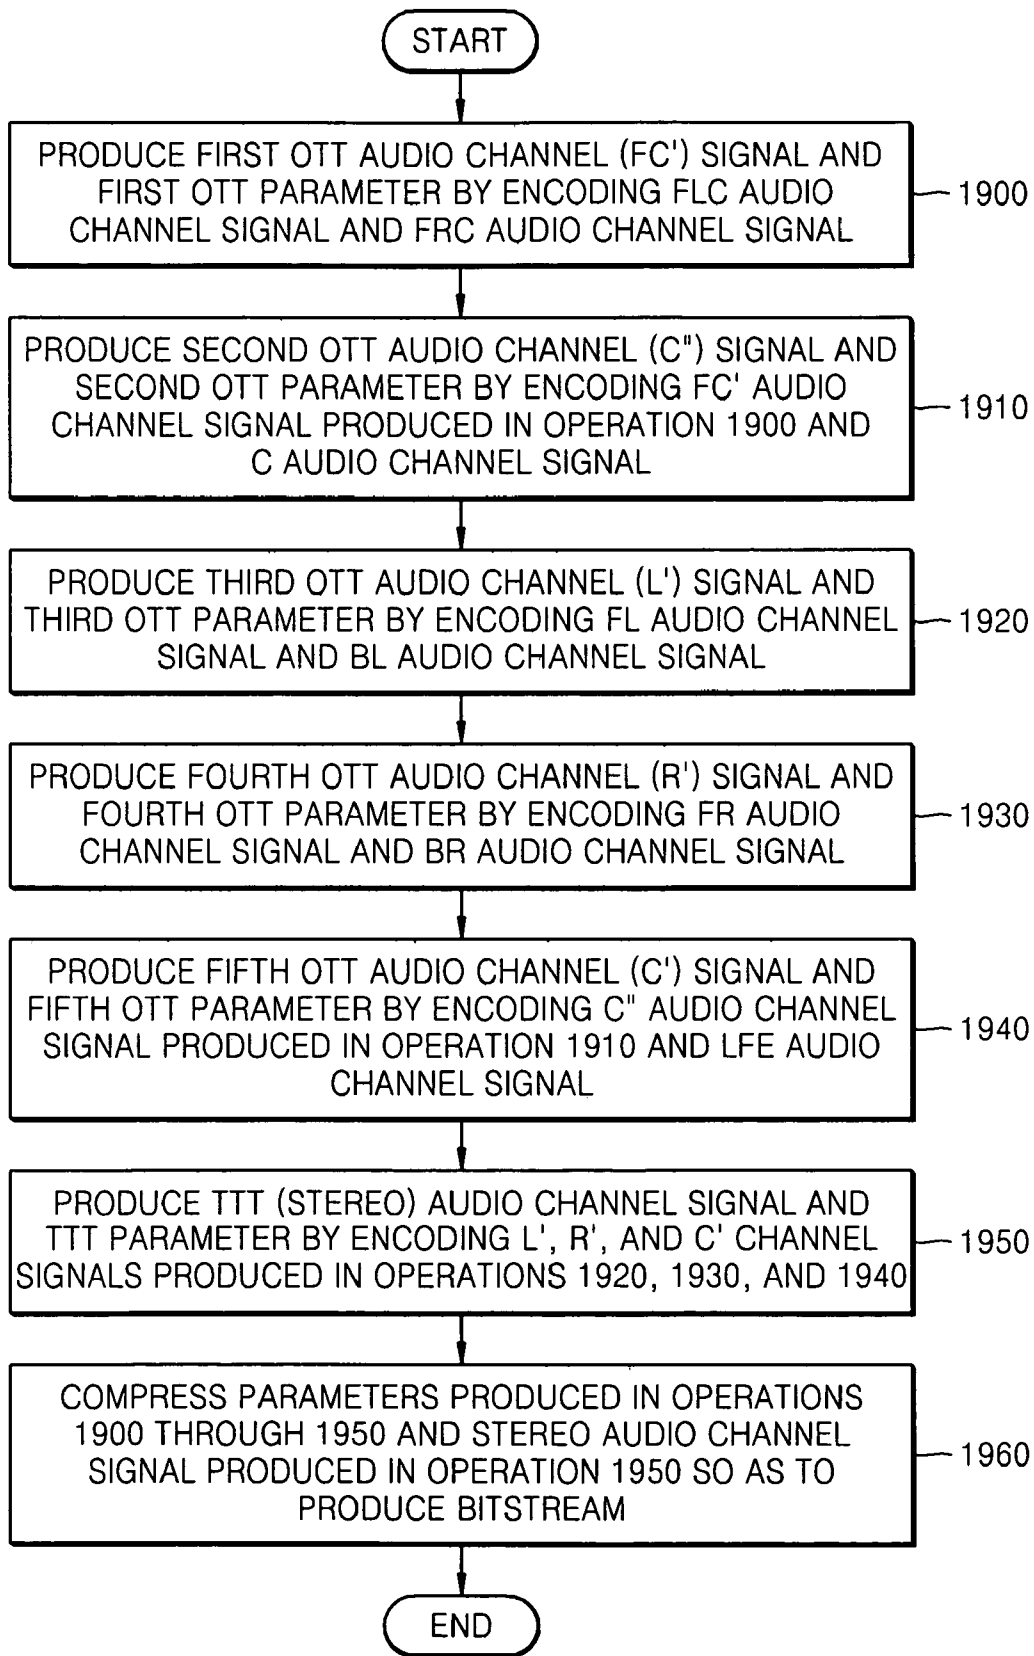 START
PRODUCE FIRST OTT AUDIO CHANNEL (FC') SIGNAL AND
FIRST OTT PARAMETER BY ENCODING FLC AUDIO
CHANNEL SIGNAL AND FRC AUDIO CHANNEL SIGNAL
1900
PRODUCE SECOND OTT AUDIO CHANNEL (C") SIGNAL AND
SECOND OTT PARAMETER BY ENCODING FC' AUDIO
CHANNEL SIGNAL PRODUCED IN OPERATION 1900 AND
C AUDIO CHANNEL SIGNAL
1910
PRODUCE THIRD OTT AUDIO CHANNEL (L') SIGNAL AND
THIRD OTT PARAMETER BY ENCODING FL AUDIO CHANNEL
SIGNAL AND BL AUDIO CHANNEL SIGNAL
1920
PRODUCE FOURTH OTT AUDIO CHANNEL (R') SIGNAL AND
FOURTH OTT PARAMETER BY ENCODING FR AUDIO
CHANNEL SIGNAL AND BR AUDIO CHANNEL SIGNAL
1930
PRODUCE FIFTH OTT AUDIO CHANNEL (C') SIGNAL AND
FIFTH OTT PARAMETER BY ENCODING C" AUDIO CHANNEL
SIGNAL PRODUCED IN OPERATION 1910 AND LFE AUDIO
CHANNEL SIGNAL
1940
PRODUCE TTT (STEREO) AUDIO CHANNEL SIGNAL AND
TTT PARAMETER BY ENCODING L', R', AND C' CHANNEL
SIGNALS PRODUCED IN OPERATIONS 1920, 1930, AND 1940
1950
COMPRESS PARAMETERS PRODUCED IN OPERATIONS
1900 THROUGH 1950 AND STEREO AUDIO CHANNEL
SIGNAL PRODUCED IN OPERATION 1950 SO AS TO
PRODUCE BITSTREAM
1960
END